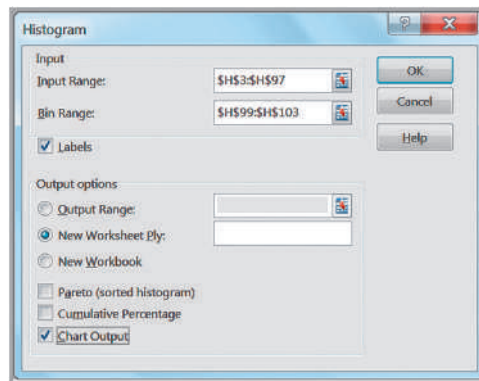 Histogram
Input
Input Range: $H$3:$H$97
Bin Range: $H$99:$H$103
Labels
OK
Cancel
Help
Output options
Output Range:
New Worksheet Ply:
New Workbook
Pareto (sorted histogram)
Cumulative Percentage
Chart Output